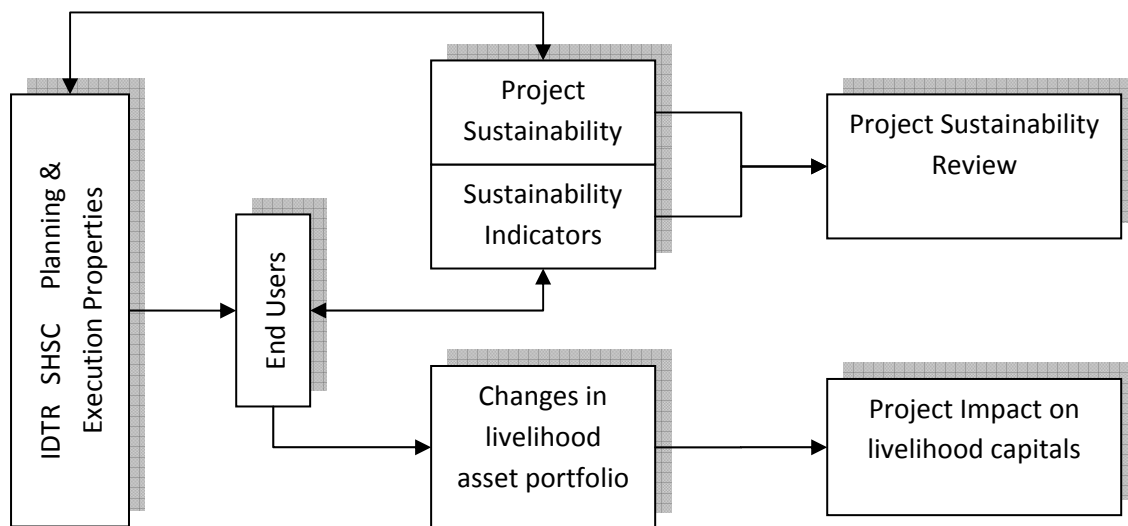 IDTR SHSC Planning &
Execution Properties
End Users
Project
Sustainability
Sustainability
Indicators
Project Sustainability
Review
Changes in
livelihood
asset portfolio
Project Impact on
livelihood capitals